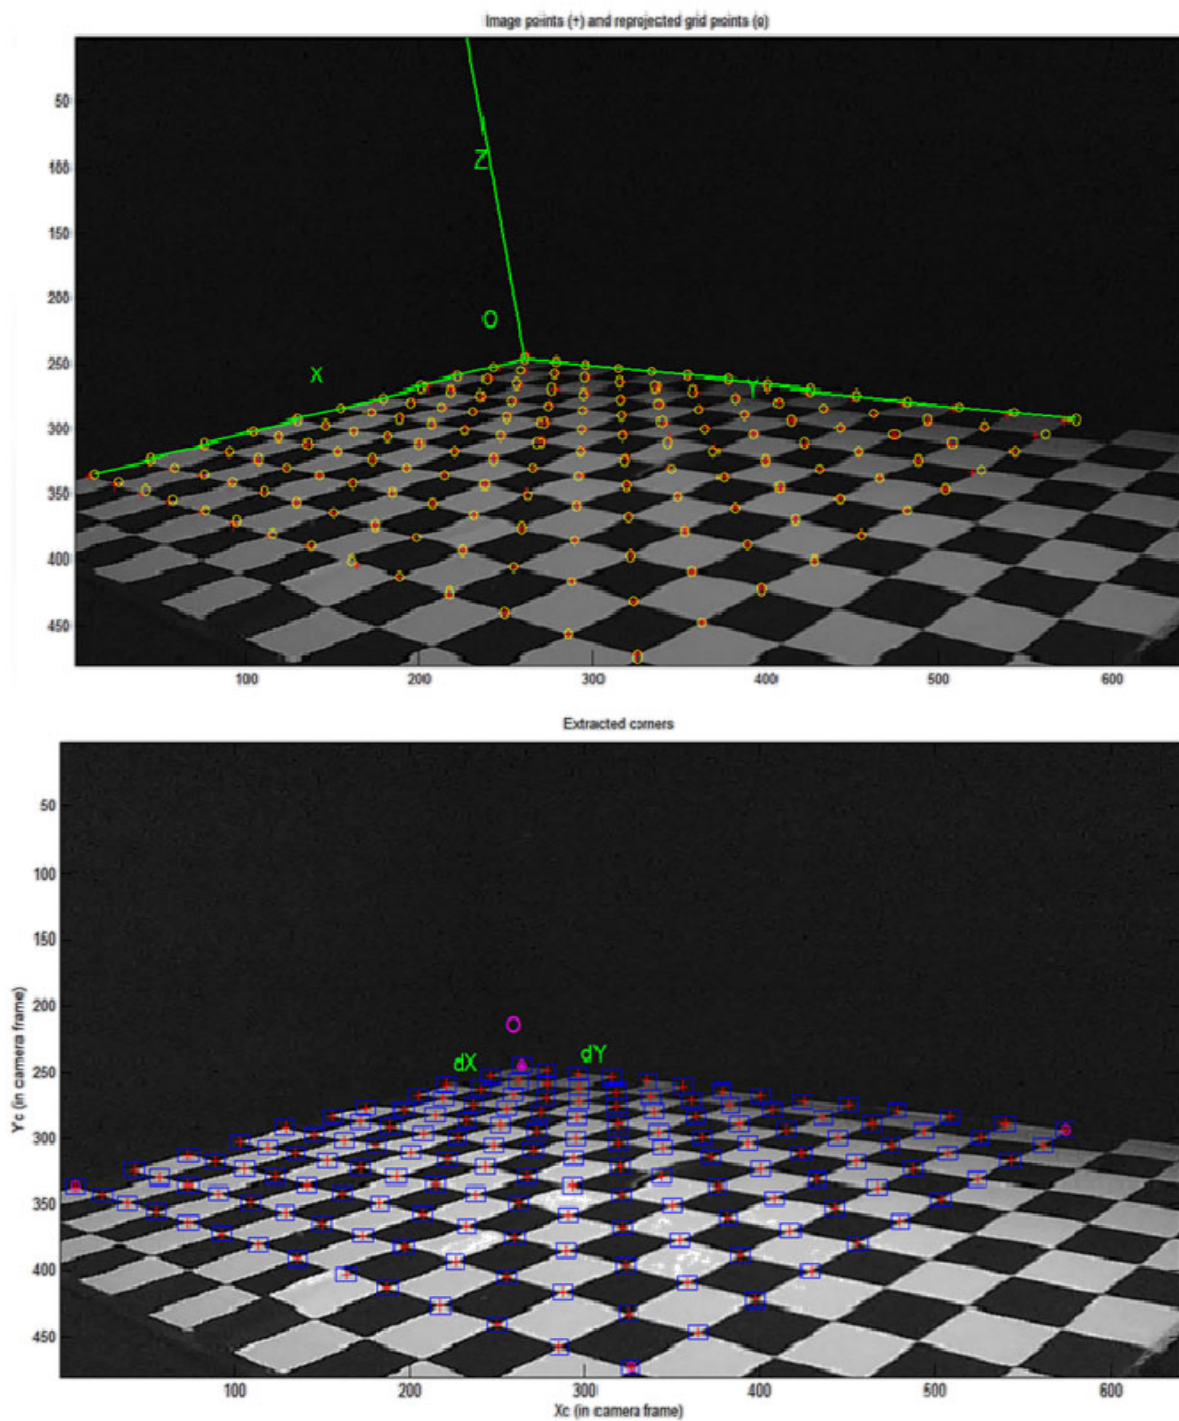 Image points (+) and reprojected grid points (o)
50
100
150
200
250
300
350
400
450
Z
O
X
Y
100
200
300
400
500
600
Extracted corners
50
100
150
200
250
300
350
400
450
Yc (in camera frame)
O
dX
dY
100
200
300
400
500
600
Xc (in camera frame)